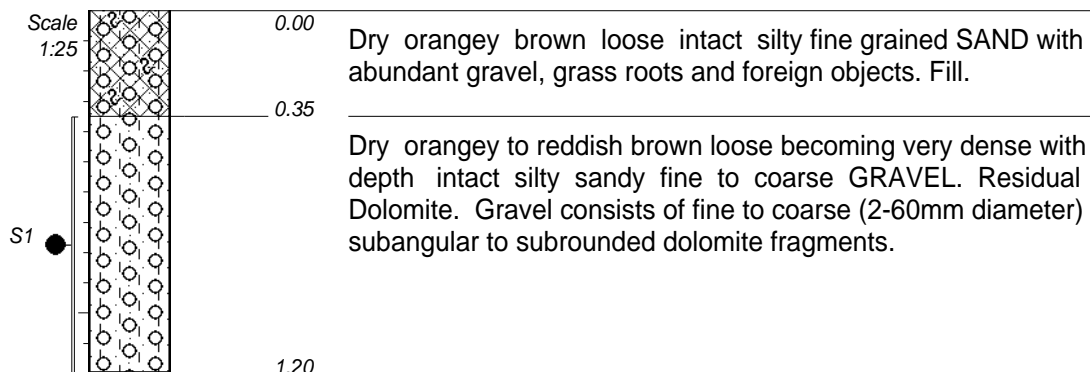 Scale
1:25
0.00
Dry orangey brown loose intact silty fine grained SAND with
abundant gravel, grass roots and foreign objects. Fill.
0.35
Dry orangey to reddish brown loose becoming very dense with
depth intact silty sandy fine to coarse GRAVEL. Residual
Dolomite. Gravel consists of fine to coarse (2-60mm diameter)
subangular to subrounded dolomite fragments.
S1
1.20